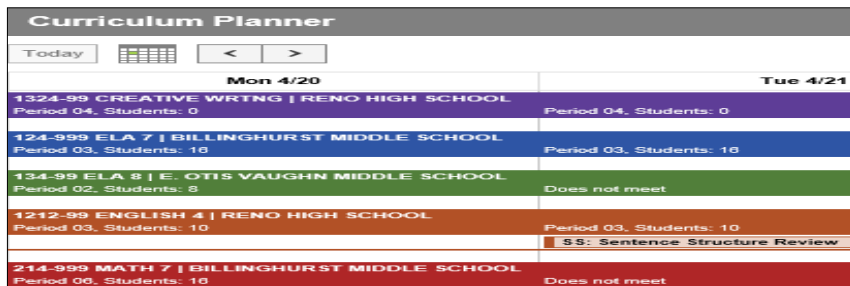 Curriculum Planner
Today < >
Mon 4/20 Tue 4/21
1324-99 CREATIVE WRTNG | RENO HIGH SCHOOL
Period 04, Students: 0 Period 04, Students: 0
124-999 ELA 7 | BILLINGHURST MIDDLE SCHOOL
Period 03, Students: 16 Period 03, Students: 16
134-99 ELA 8 | E. OTIS VAUGHN MIDDLE SCHOOL
Period 02, Students: 8 Does not meet
1212-99 ENGLISH 4 | RENO HIGH SCHOOL
Period 03, Students: 10 Period 03, Students: 10
SS: Sentence Structure Review
214-999 MATH 7 | BILLINGHURST MIDDLE SCHOOL
Period 06, Students: 16 Does not meet